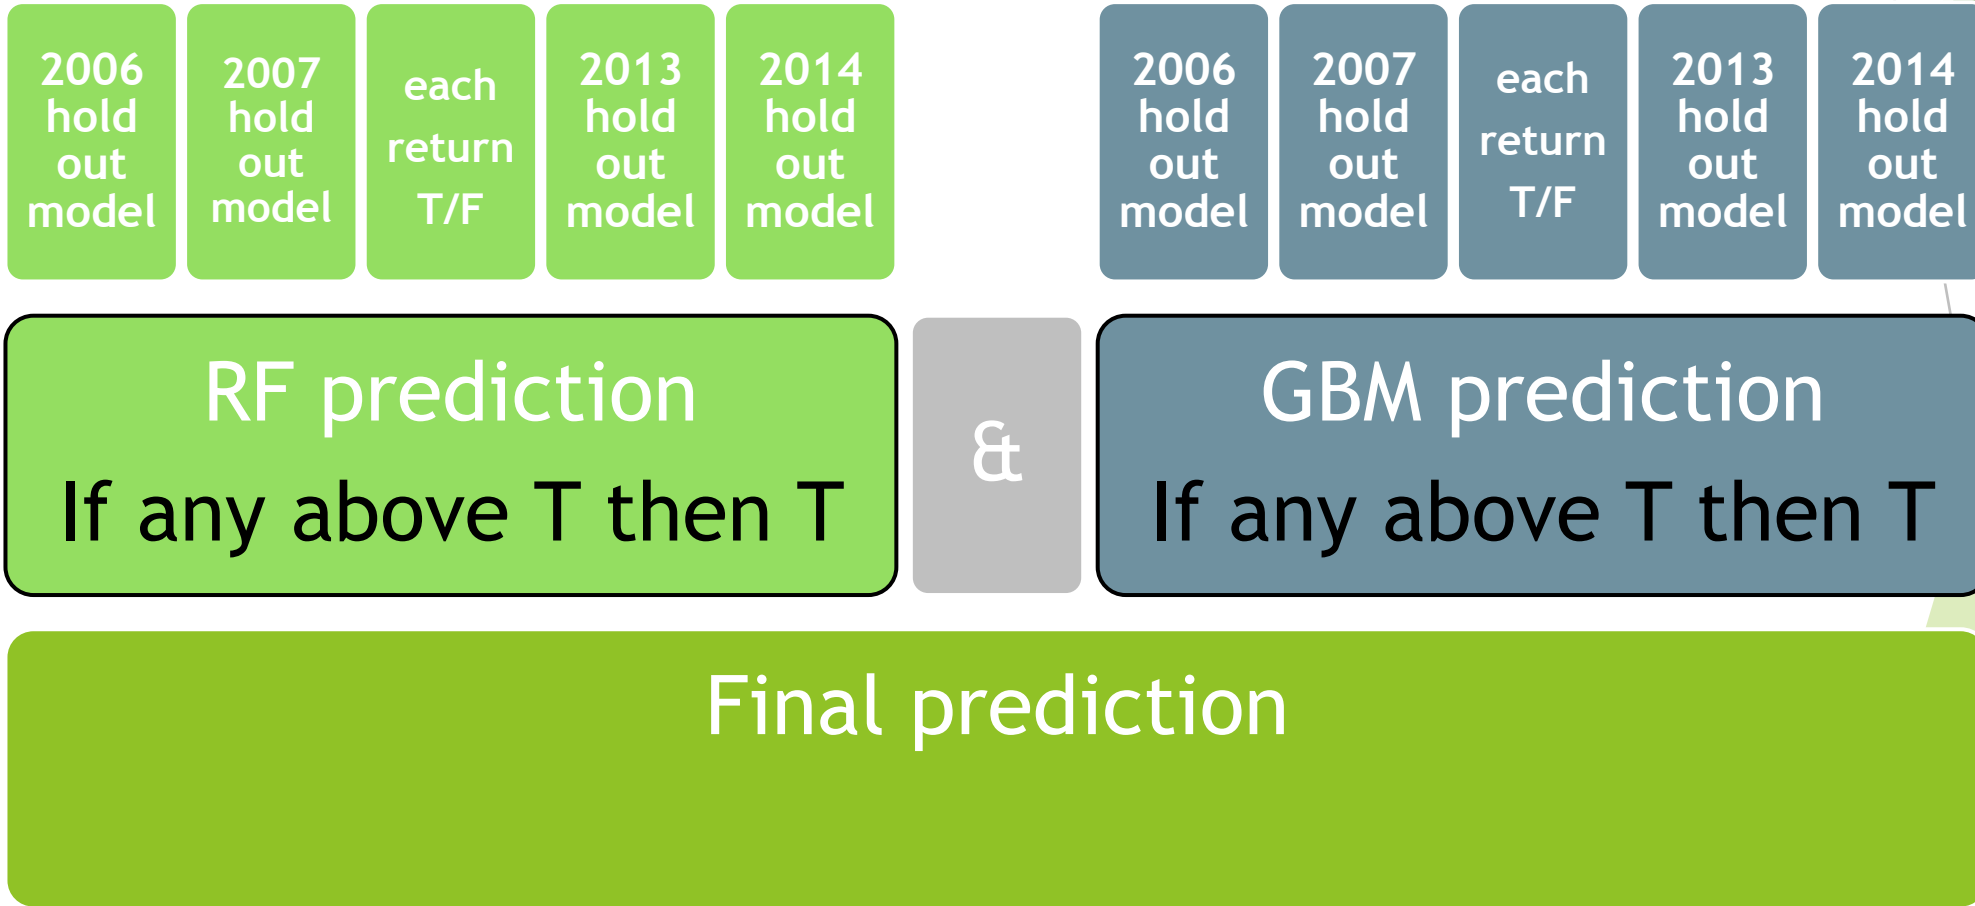 2006
hold
out
model
2007
hold
out
model
each
return
T/F
2013
hold
out
model
2014
hold
out
model
2006
hold
out
model
2007
hold
out
model
each
return
T/F
2013
hold
out
model
2014
hold
out
model
RF prediction
If any above T then T
&
GBM prediction
If any above T then T
Final prediction